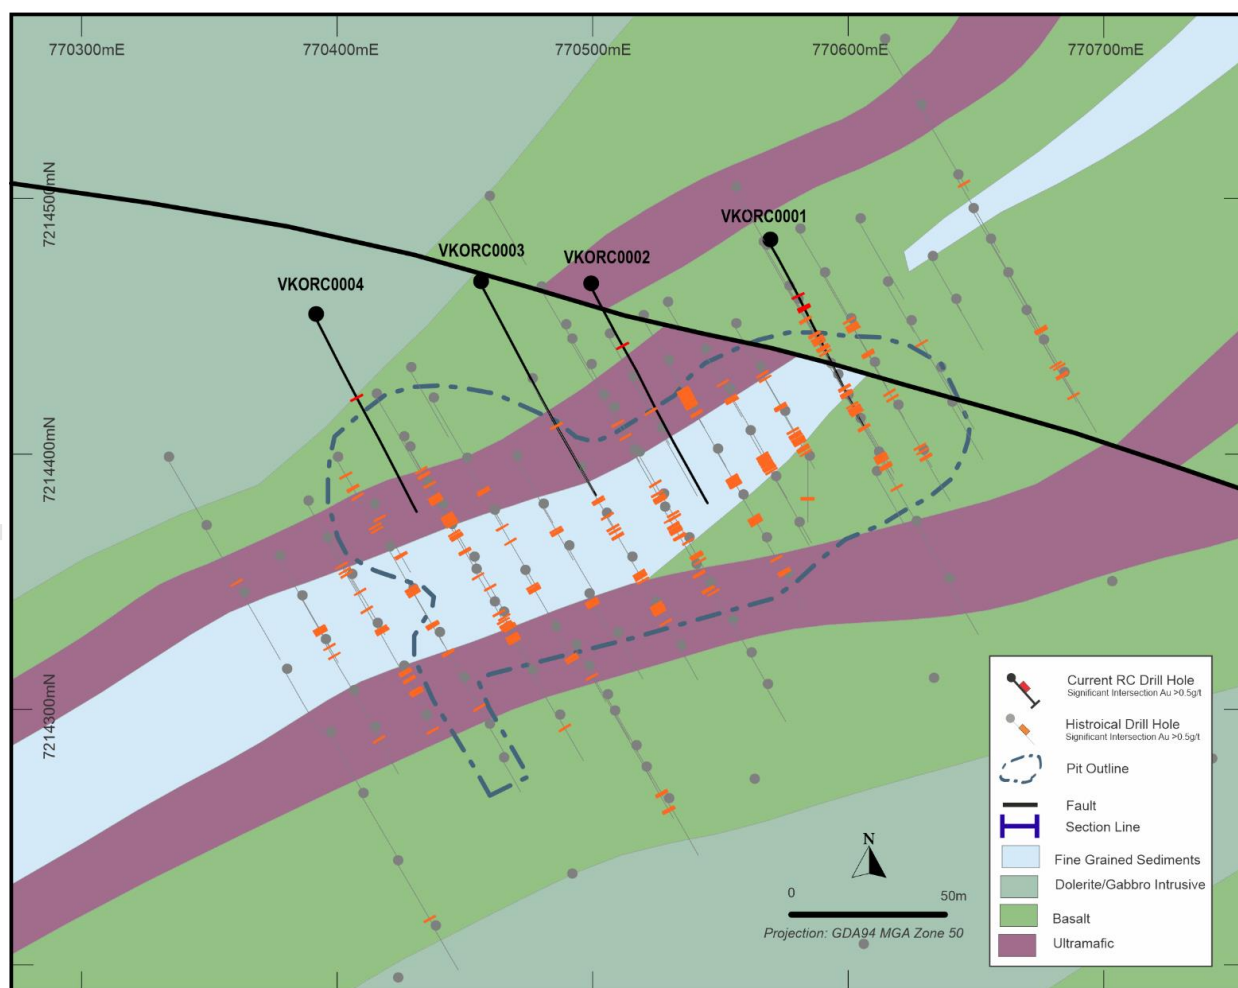 770300mE
770400mE
770500mE
770600mE
770700mE
7214500mN
7214400mN
7214300mN
VKORC0001
VKORC0003
VKORC0002
VKORC0004
Current RC Drill Hole
Significant Intersection Au >0.5g/t
Histroical Drill Hole
Significant Intersection Au >0.5g/t
Pit Outline
Fault
Section Line
Fine Grained Sediments
Dolerite/Gabbro Intrusive
Basalt
Ultramafic
N
0
50m
Projection: GDA94 MGA Zone 50